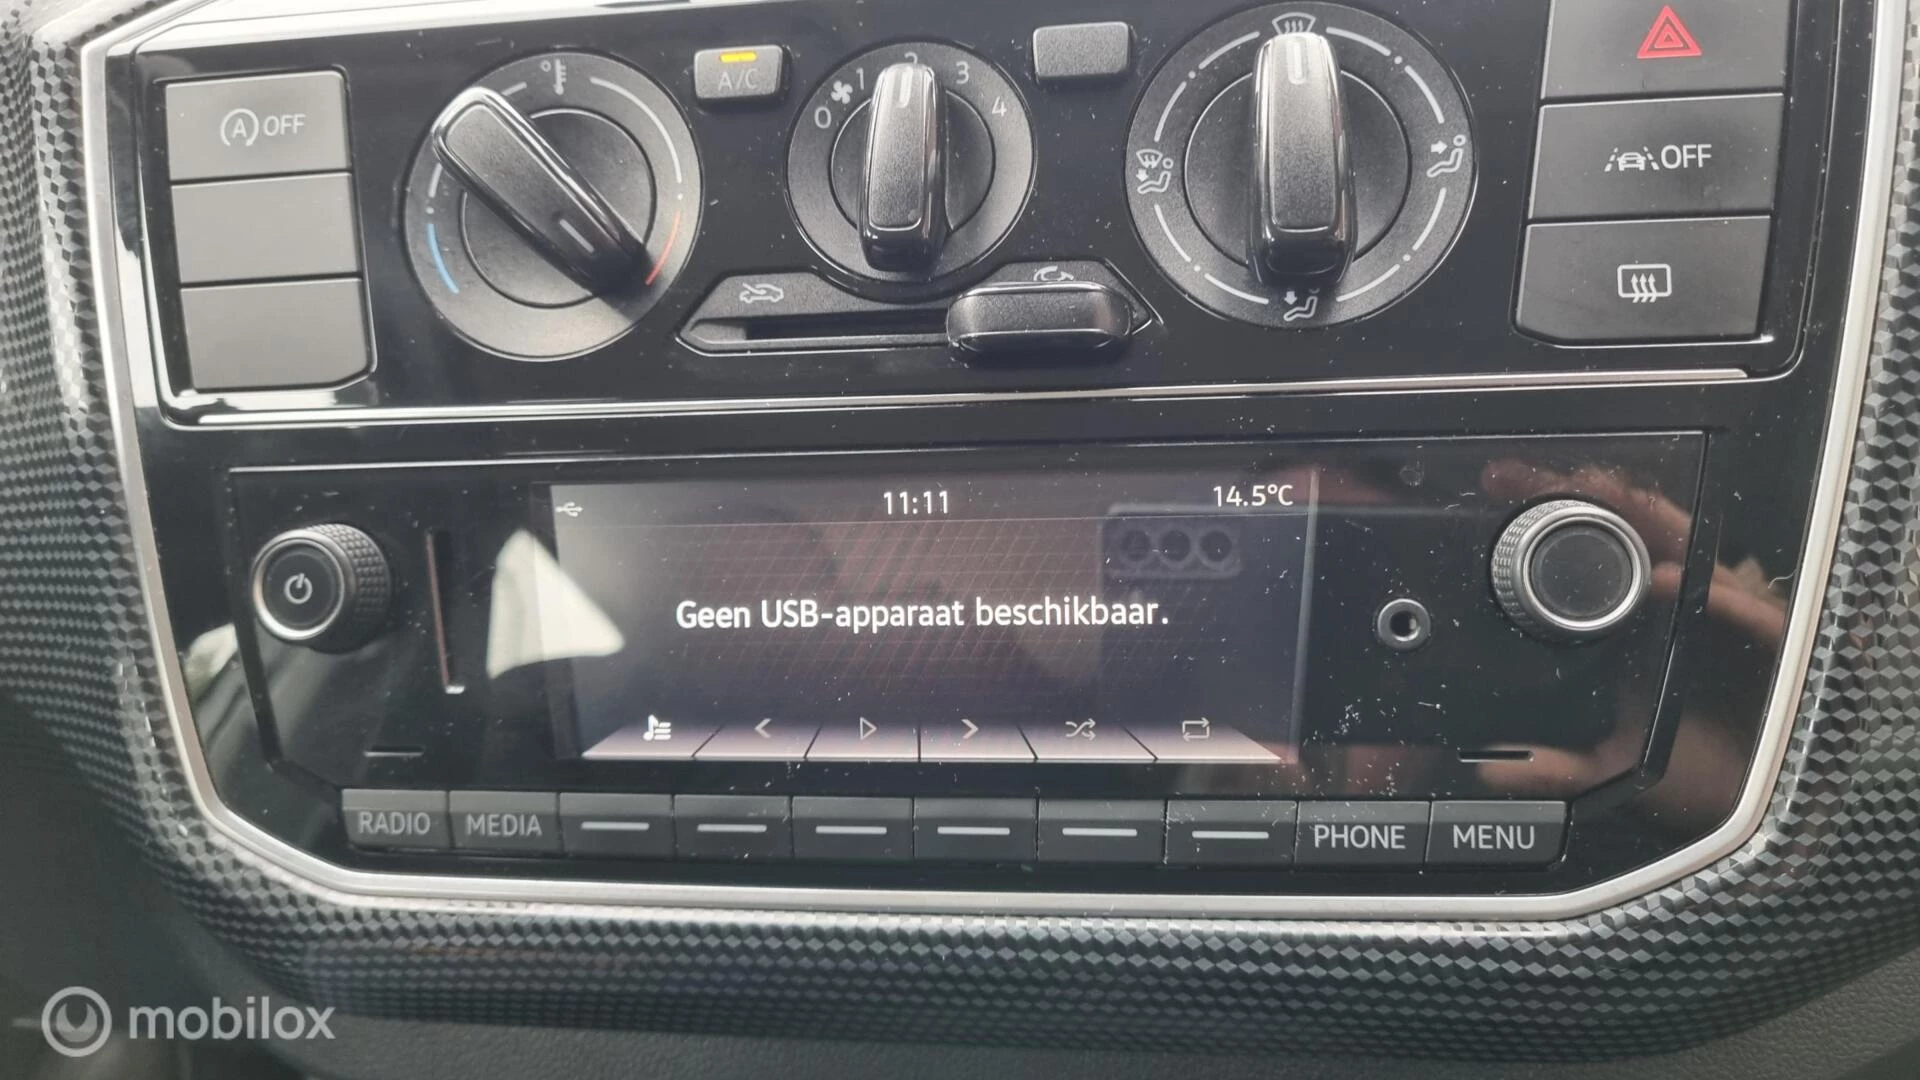 A OFF
A/C
0 1 2 3 4
OFF
11:11
14.5°C
Geen USB-apparaat beschikbaar.
RADIO MEDIA PHONE MENU
mobilox